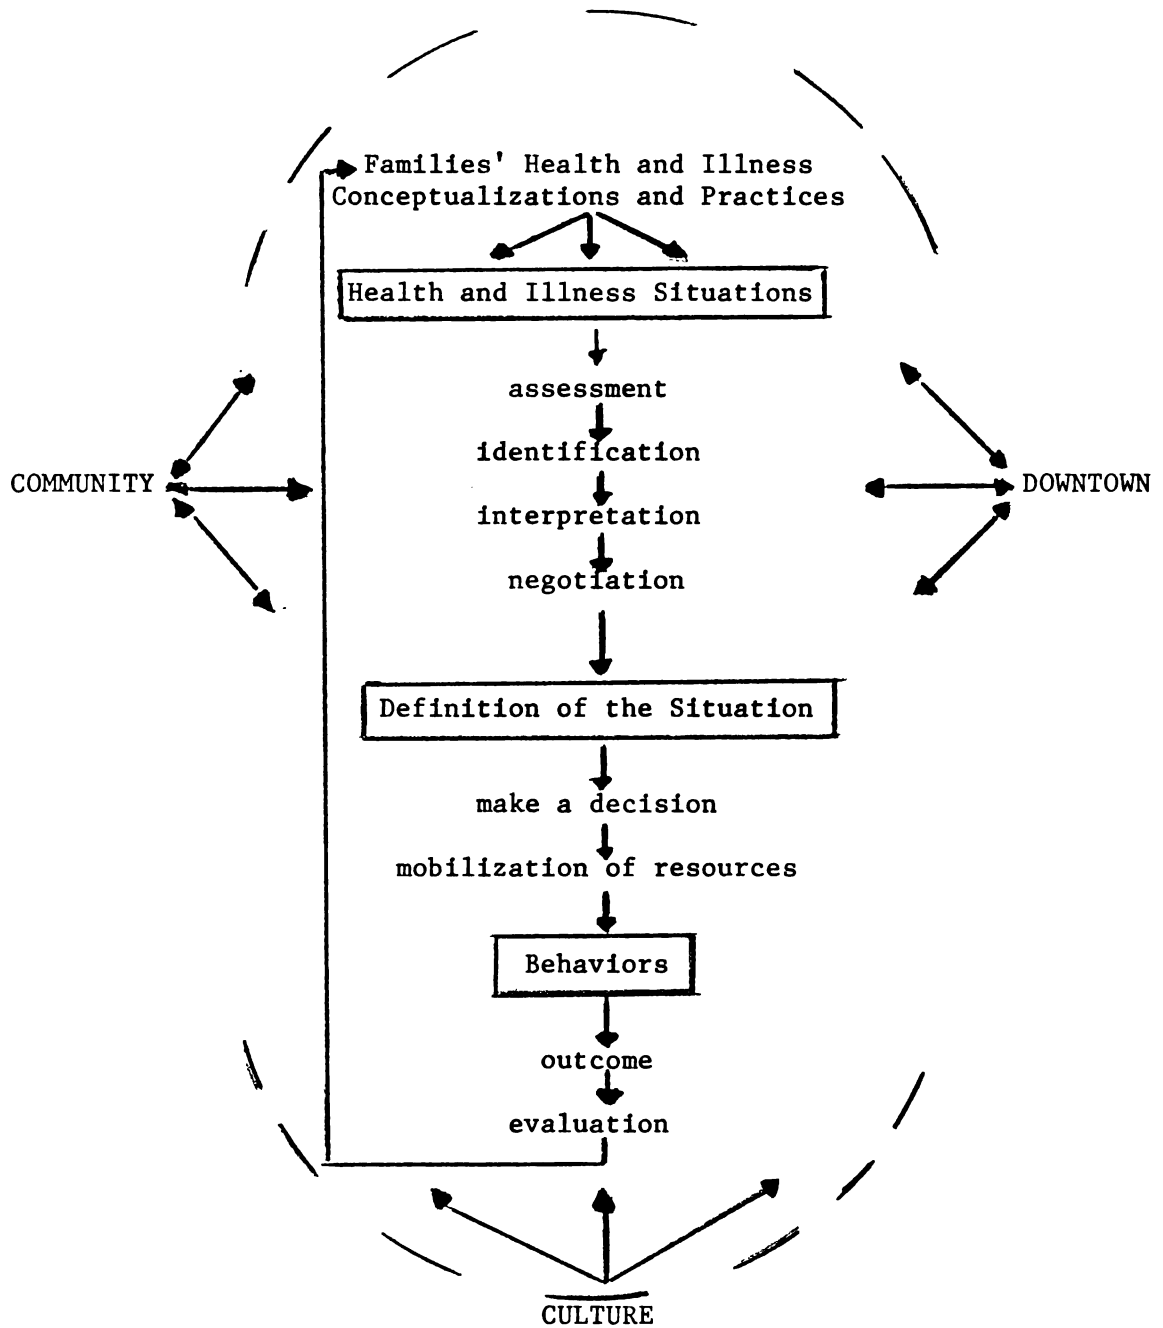 Families' Health and Illness
Conceptualizations and Practices
Health and Illness Situations
assessment
identification
COMMUNITY
DOWNTOWN
interpretation
negotiation
Definition of the Situation
make a decision
mobilization of resources
Behaviors
outcome
evaluation
CULTURE